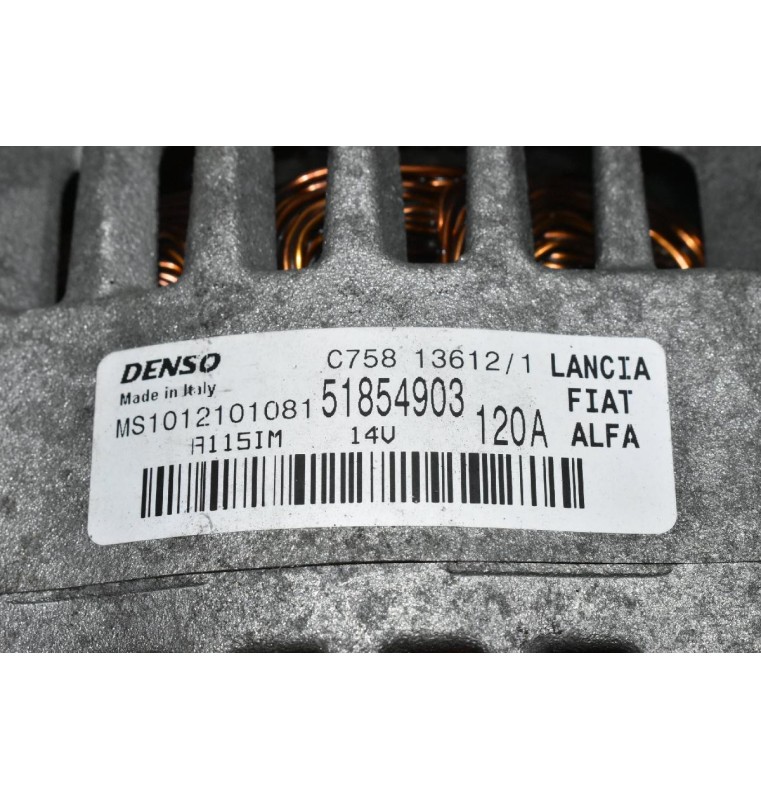 DENSO C758 13612/1 LANCIA
Made in Italy 51854903 FIAT
MS1012101081 120A ALFA
A115IM 14V